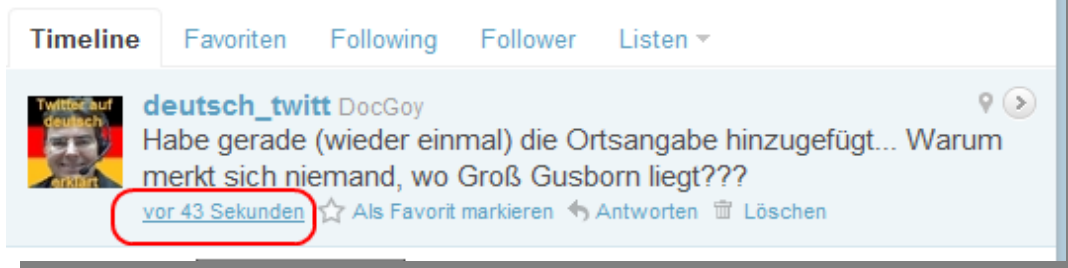 Timeline Favoriten Following Follower Listen
Twitter auf
deutsch
erklärt
deutsch_twitt DocGoy
Habe gerade (wieder einmal) die Ortsangabe hinzugefügt... Warum
merkt sich niemand, wo Groß Gusborn liegt???
vor 43 Sekunden Als Favorit markieren Antworten Löschen